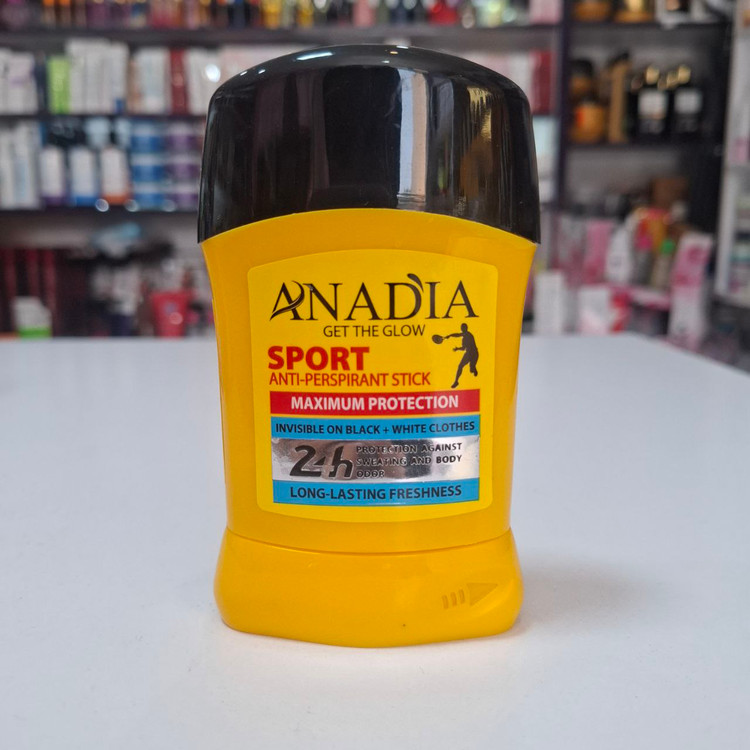 ANADIA
GET THE GLOW
SPORT
ANTI-PERSPIRANT STICK
MAXIMUM PROTECTION
INVISIBLE ON BLACK + WHITE CLOTHES
24h
PROTECTION AGAINST
SWEATING AND BODY
ODOR
LONG-LASTING FRESHNESS